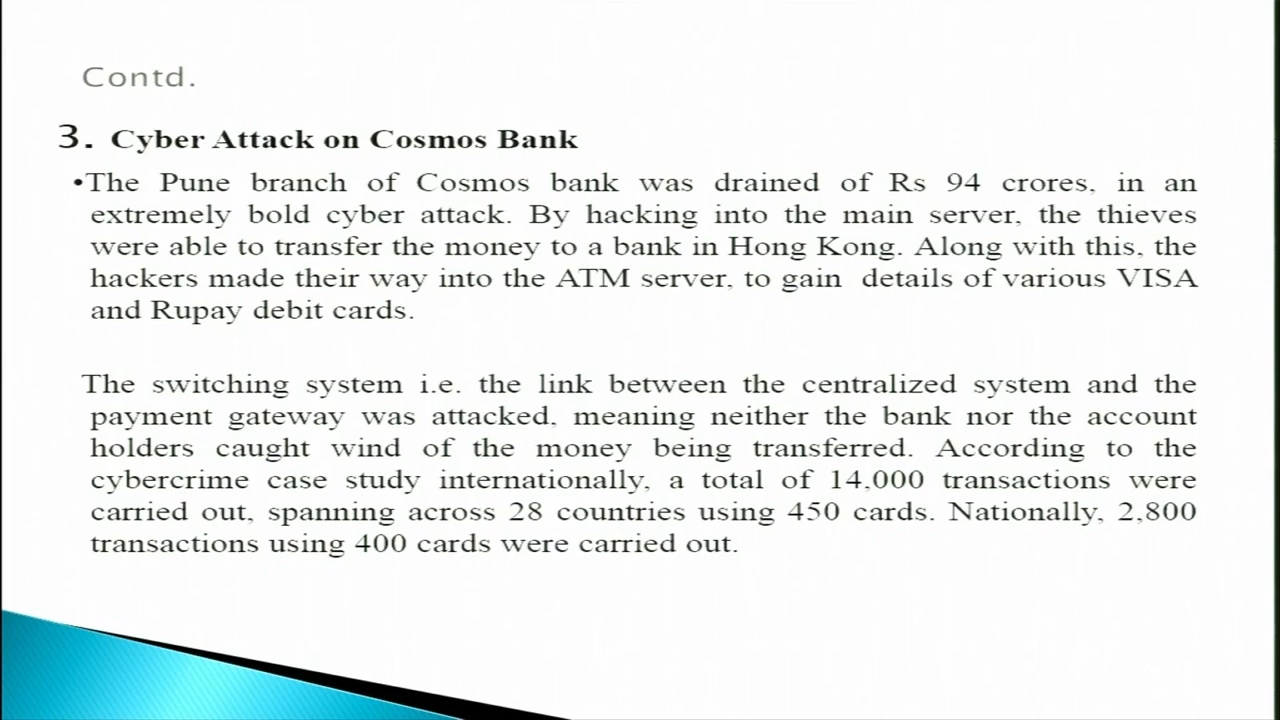 Contd.
3. Cyber Attack on Cosmos Bank
•The Pune branch of Cosmos bank was drained of Rs 94 crores, in an
extremely bold cyber attack. By hacking into the main server, the thieves
were able to transfer the money to a bank in Hong Kong. Along with this, the
hackers made their way into the ATM server, to gain details of various VISA
and Rupay debit cards.
The switching system i.e. the link between the centralized system and the
payment gateway was attacked, meaning neither the bank nor the account
holders caught wind of the money being transferred. According to the
cybercrime case study internationally, a total of 14,000 transactions were
carried out, spanning across 28 countries using 450 cards. Nationally, 2,800
transactions using 400 cards were carried out.